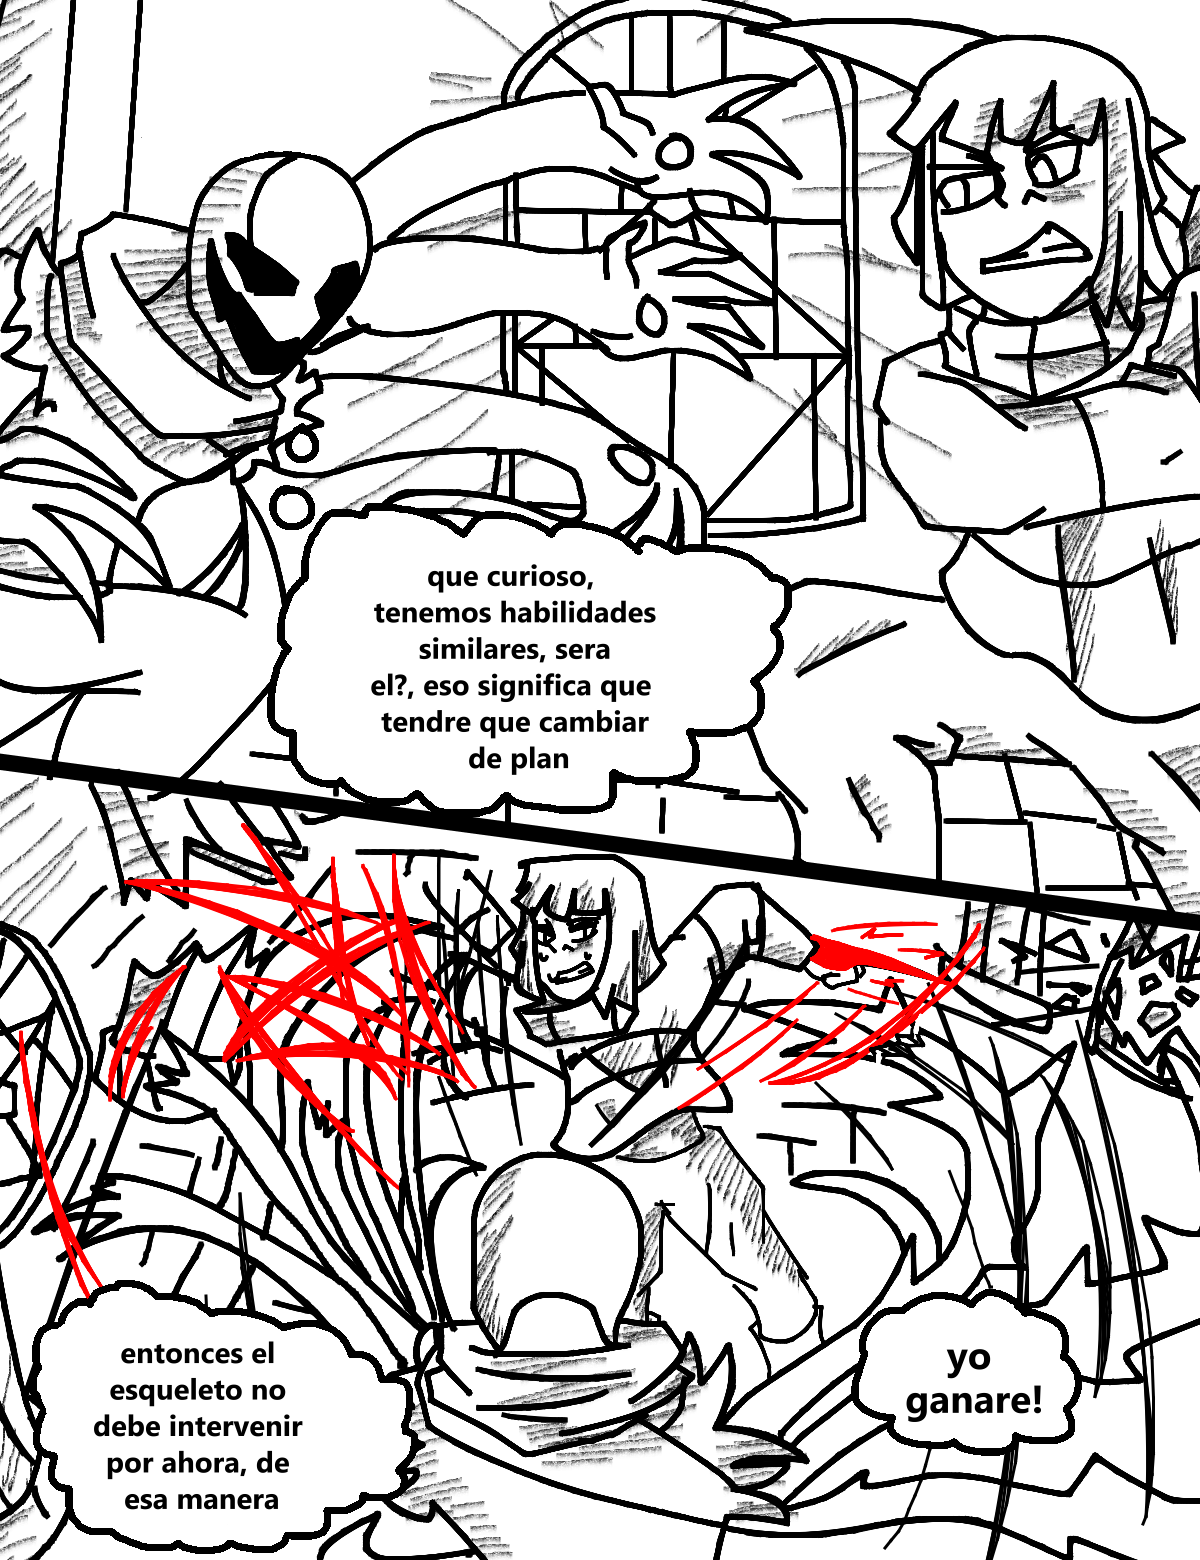 que curioso,
tenemos habilidades
similares, sera
el?, eso significa que
tendre que cambiar
de plan
entonces el
esqueleto no
debe intervenir
por ahora, de
esa manera
yo
ganare!